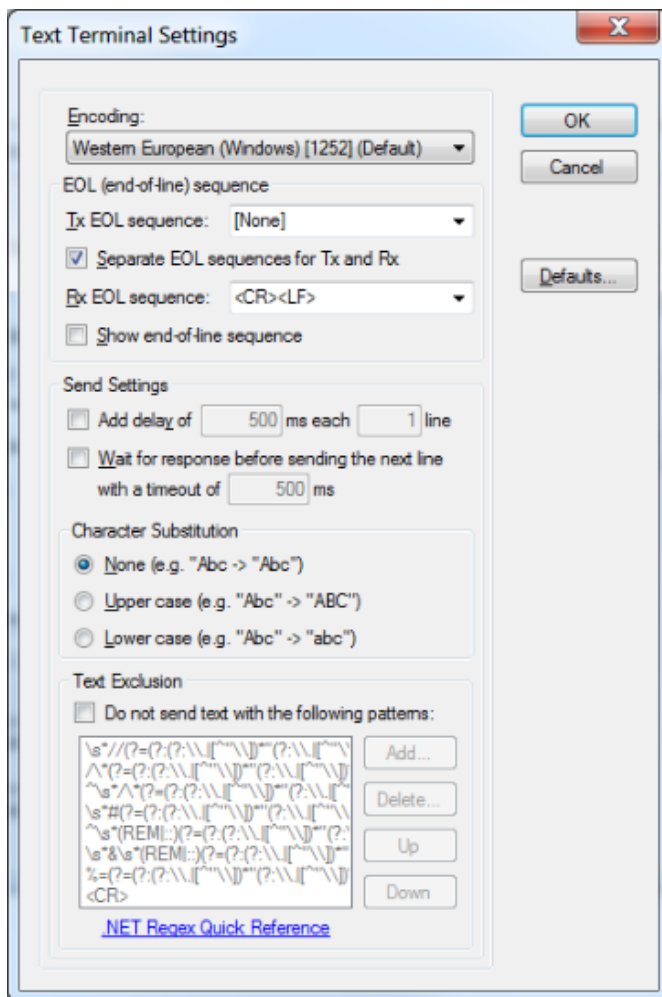 Text Terminal Settings
Encoding:
Western European (Windows) [1252] (Default)
EOL (end-of-line) sequence
Tx EOL sequence: [None]
Separate EOL sequences for Tx and Rx
Rx EOL sequence: <CR><LF>
Show end-of-line sequence
Send Settings
Add delay of 500 ms each 1 line
Wait for response before sending the next line
with a timeout of 500 ms
Character Substitution
None (e.g. "Abc -> "Abc")
Upper case (e.g. "Abc" -> "ABC")
Lower case (e.g. "Abc" -> "abc")
Text Exclusion
Do not send text with the following patterns:
\s*//(?=(?:(?:\\.|[^"\\])*"(?:\\.|[^"\\
/\*(?=(?:(?:\\.|[^"\\])*"(?:\\.|[^"\\])
^\s*/\*(?=(?:(?:\\.|[^"\\])*"(?:\\.|[^"
\s*#(?=(?:(?:\\.|[^"\\])*"(?:\\.|[^"\\
^\s*(REM|::)(?=(?:(?:\\.|[^"\\])*"(?:
\s*&\s*(REM|::)(?=(?:(?:\\.|[^"\\])*"
%=(?=(?:(?:\\.|[^"\\])*"(?:\\.|[^"\\])
<CR>
.NET Regex Quick Reference
OK
Cancel
Defaults...
Add...
Delete...
Up
Down